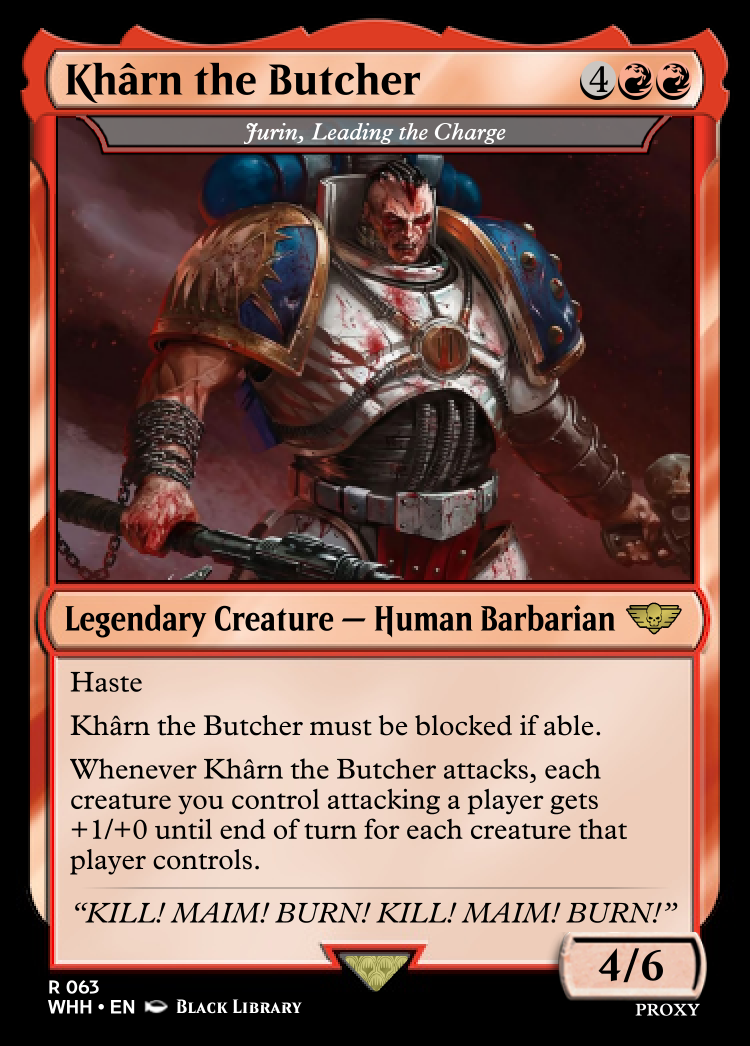 Khârn the Butcher 4
Jurin, Leading the Charge
Legendary Creature — Human Barbarian
Haste
Khârn the Butcher must be blocked if able.
Whenever Khârn the Butcher attacks, each
creature you control attacking a player gets
+1/+0 until end of turn for each creature that
player controls.
“KILL! MAIM! BURN! KILL! MAIM! BURN!”
4/6
R 063
WHH • EN BLACK LIBRARY
PROXY